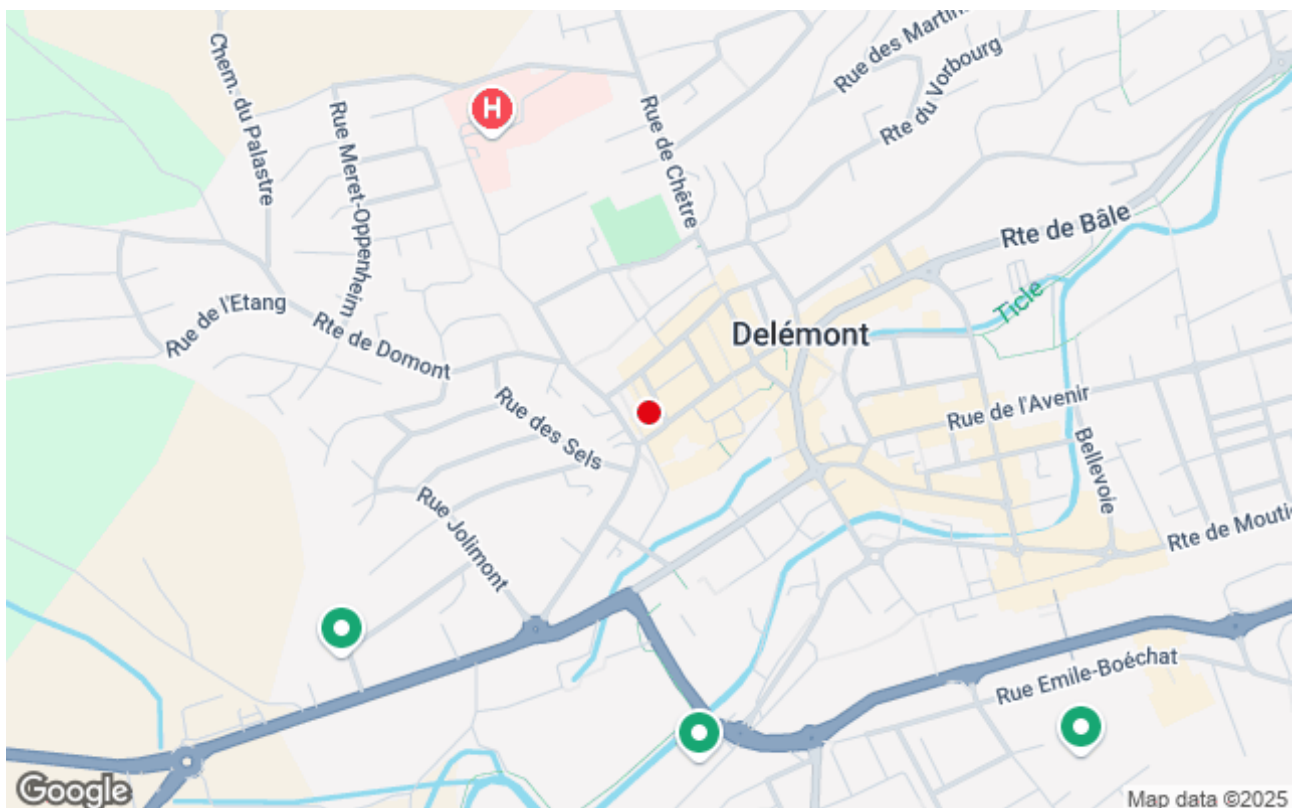 Chem. du Palastre
Rue Meret-Oppenheim
H
Rue de Chêtre
Rue des Martin
Rte du Vorbourg
Rte de Bâle
Ticle
Delémont
Rue de l'Etang
Rte de Domont
Rue des Sels
Rue de l'Avenir
Bellevoie
Rue Jolimont
Rte de Moutie
Rue Emile-Boéchat
Google
Map data ©2025